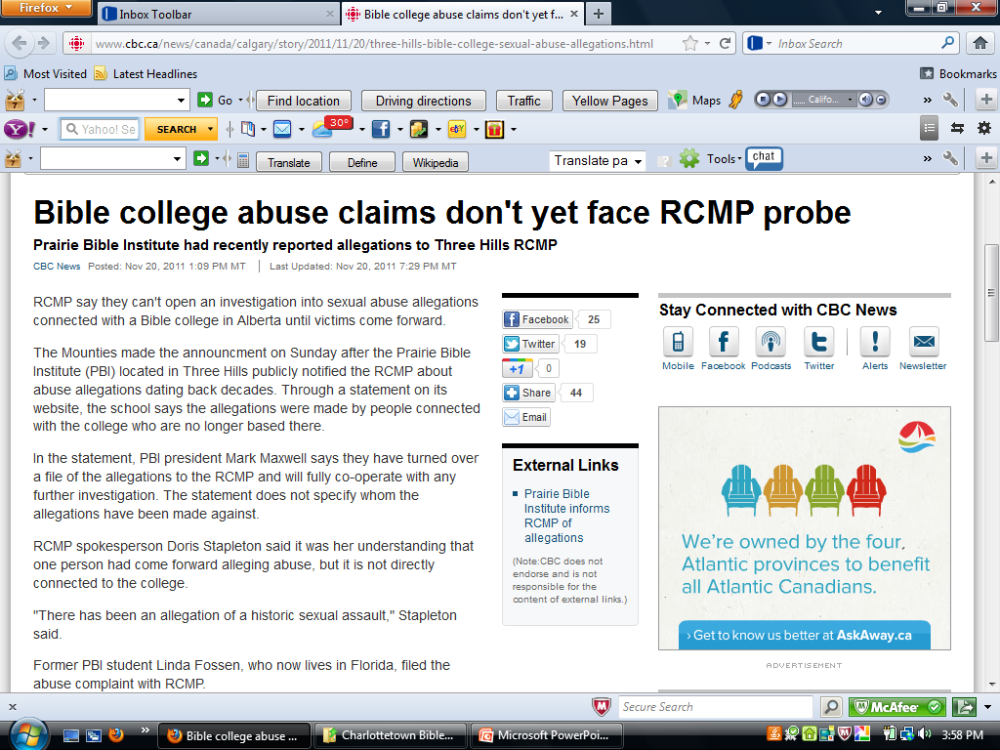 Firefox
Inbox Toolbar
Bible college abuse claims don't yet f...
www.cbc.ca/news/canada/calgary/story/2011/11/20/three-hills-bible-college-sexual-abuse-allegations.html
Inbox Search
Most Visited
Latest Headlines
Bookmarks
Go
Find location
Driving directions
Traffic
Yellow Pages
Maps
...... Califo...
»
Y!
Yahoo! Se
SEARCH
30°
Translate
Define
Wikipedia
Translate pa
Tools
chat
»
Bible college abuse claims don't yet face RCMP probe
Prairie Bible Institute had recently reported allegations to Three Hills RCMP
CBC News Posted: Nov 20, 2011 1:09 PM MT | Last Updated: Nov 20, 2011 7:29 PM MT
RCMP say they can't open an investigation into sexual abuse allegations
connected with a Bible college in Alberta until victims come forward.
The Mounties made the announcment on Sunday after the Prairie Bible
Institute (PBI) located in Three Hills publicly notified the RCMP about
abuse allegations dating back decades. Through a statement on its
website, the school says the allegations were made by people connected
with the college who are no longer based there.
In the statement, PBI president Mark Maxwell says they have turned over
a file of the allegations to the RCMP and will fully co-operate with any
further investigation. The statement does not specify whom the
allegations have been made against.
RCMP spokesperson Doris Stapleton said it was her understanding that
one person had come forward alleging abuse, but it is not directly
connected to the college.
"There has been an allegation of a historic sexual assault," Stapleton
said.
Former PBI student Linda Fossen, who now lives in Florida, filed the
abuse complaint with RCMP.
Facebook 25
Twitter 19
+1 0
Share 44
Email
External Links
Prairie Bible
Institute informs
RCMP of
allegations
(Note:CBC does not
endorse and is not
responsible for the
content of external links.)
Stay Connected with CBC News
Mobile Facebook Podcasts Twitter Alerts Newsletter
We're owned by the four
Atlantic provinces to benefit
all Atlantic Canadians.
› Get to know us better at AskAway.ca
ADVERTISEMENT
×
Secure Search
McAfee
»
Bible college abuse ...
Charlottetown Bible...
Microsoft PowerPoi...
3:58 PM